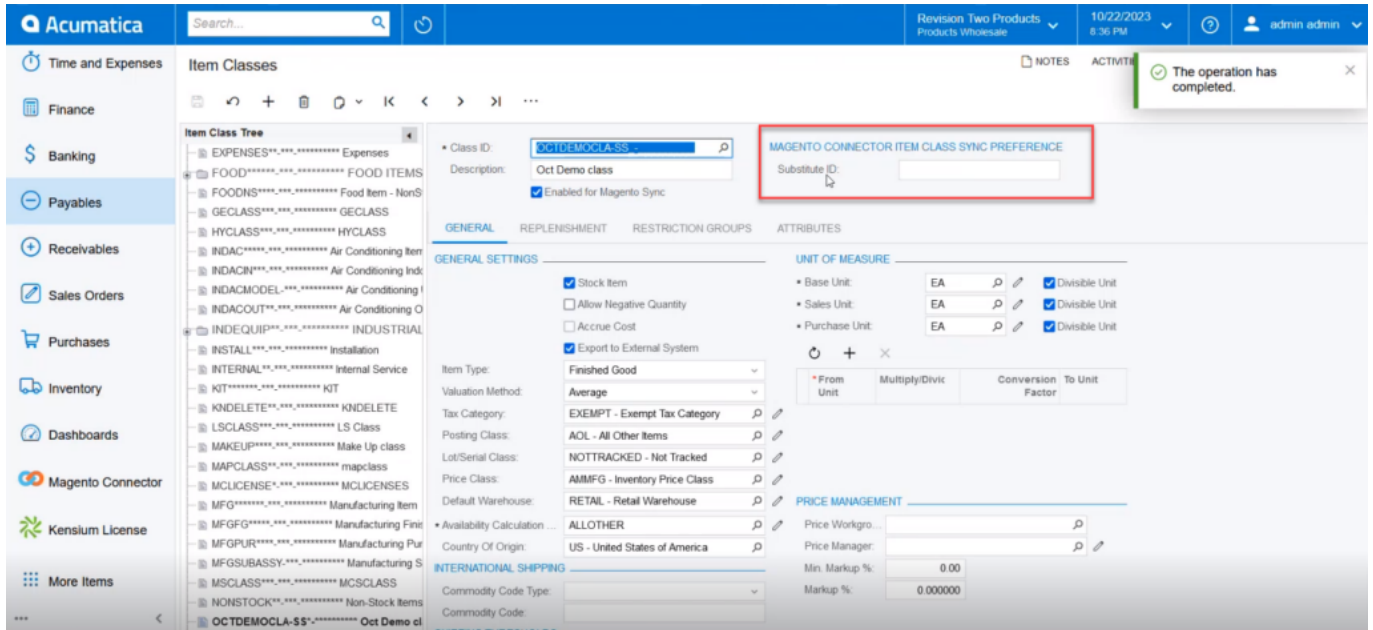 Acumatica
Search...
Revision Two Products
Products Wholesale
10/22/2023
8:36 PM
admin admin
Time and Expenses
Finance
Banking
Payables
Receivables
Sales Orders
Purchases
Inventory
Dashboards
Magento Connector
Kensium License
More Items
Item Classes
NOTES
The operation has
completed.
Item Class Tree
EXPENSES**-***-********** Expenses
FOOD******-***-********** FOOD ITEMS
FOODNS****-***-********** Food Item - NonS
GECLASS***-***-********** GECLASS
HYCLASS***-***-********** HYCLASS
INDAC*****-***-********** Air Conditioning Item
INDACIN***-***-********** Air Conditioning Indo
INDACMODEL-***-********** Air Conditioning
INDACOUT**-***-********** Air Conditioning O
INDEQUIP**-***-********** INDUSTRIAL
INSTALL***-***-********** Installation
INTERNAL**-***-********** Internal Service
KIT*******-***-********** KIT
KNDELETE**-***-********** KNDELETE
LSCLASS***-***-********** LS Class
MAKEUP****-***-********** Make Up class
MAPCLASS**-***-********** mapclass
MCLICENSE*-***-********** MCLICENSES
MFG*******-***-********** Manufacturing Item
MFGFG*****-***-********** Manufacturing Finis
MFGPUR****-***-********** Manufacturing Pur
MFGSUBASSY-***-********** Manufacturing S
MSCLASS***-***-********** MCSCLASS
NONSTOCK**-***-********** Non-Stock Items
OCTDEMOCLA-SS*-********** Oct Demo cl
Class ID: OCTDEMOCLA-SS_-
Description: Oct Demo class
Enabled for Magento Sync
MAGENTO CONNECTOR ITEM CLASS SYNC PREFERENCE
Substitute ID:
GENERAL REPLENISHMENT RESTRICTION GROUPS ATTRIBUTES
GENERAL SETTINGS
Stock Item
Allow Negative Quantity
Accrue Cost
Export to External System
Item Type: Finished Good
Valuation Method: Average
Tax Category: EXEMPT - Exempt Tax Category
Posting Class: AOL - All Other Items
Lot/Serial Class: NOTTRACKED - Not Tracked
Price Class: AMMFG - Inventory Price Class
Default Warehouse: RETAIL - Retail Warehouse
Availability Calculation ... ALLOTHER
Country Of Origin: US - United States of America
INTERNATIONAL SHIPPING
Commodity Code Type:
Commodity Code:
UNIT OF MEASURE
Base Unit: EA Divisible Unit
Sales Unit: EA Divisible Unit
Purchase Unit: EA Divisible Unit
*From Multiply/Divic Conversion To Unit
Unit Factor
PRICE MANAGEMENT
Price Workgro...
Price Manager:
Min. Markup %: 0.00
Markup %: 0.000000